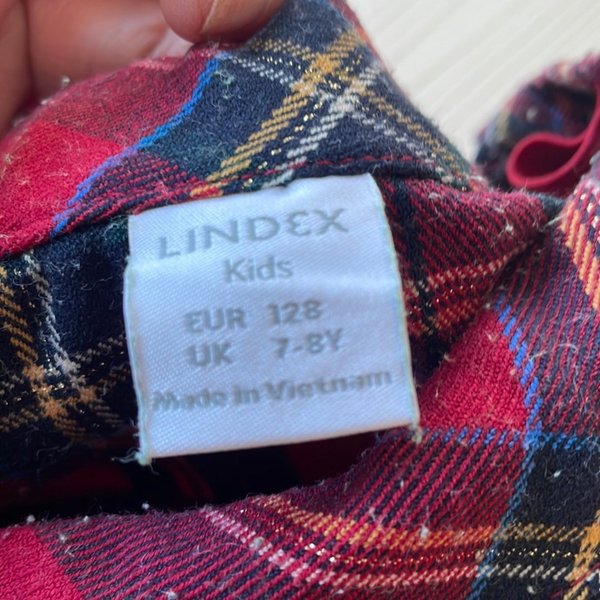 LINDEX
Kids
EUR 128
UK 7-8Y
Made in Vietnam